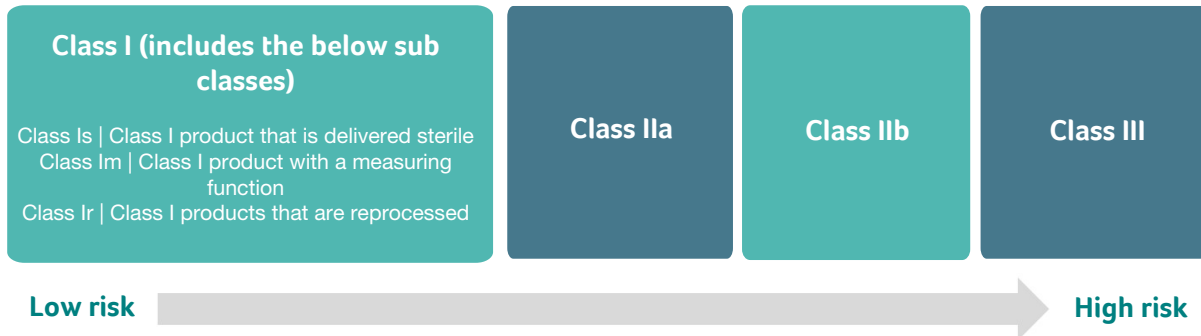 Class I (includes the below sub
classes)
Class Is | Class I product that is delivered sterile
Class Im | Class I product with a measuring
function
Class Ir | Class I products that are reprocessed
Class IIa
Class IIb
Class III
Low risk
High risk